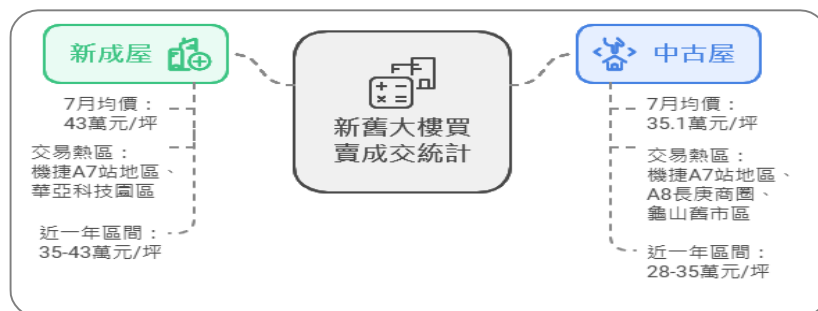 新成屋
7月均價：
43萬元/坪
交易熱區：
機捷A7站地區、
華亞科技園區
近一年區間：
35-43萬元/坪
新舊大樓買
賣成交統計
中古屋
7月均價：
35.1萬元/坪
交易熱區：
機捷A7站地區、
A8長庚商圈、
龜山舊市區
近一年區間：
28-35萬元/坪